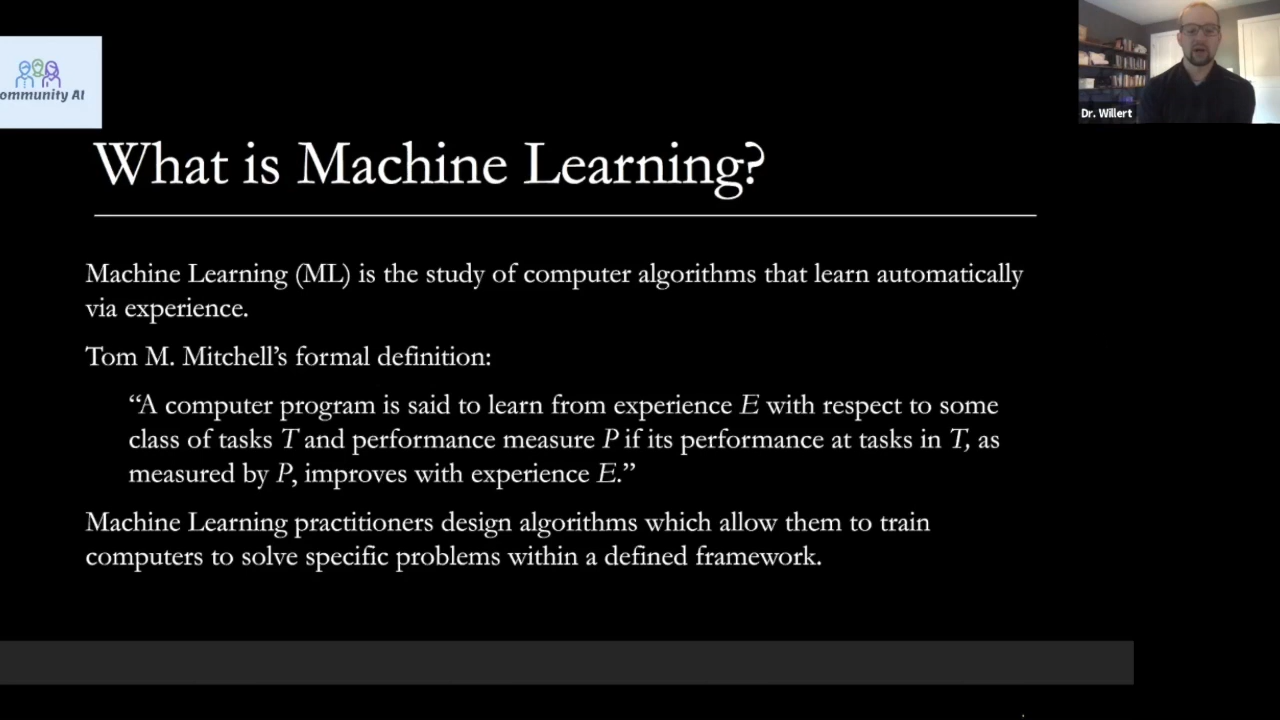 ommunity AI
Dr. Willert
What is Machine Learning?
Machine Learning (ML) is the study of computer algorithms that learn automatically
via experience.
Tom M. Mitchell’s formal definition:
“A computer program is said to learn from experience E with respect to some
class of tasks T and performance measure P if its performance at tasks in T, as
measured by P, improves with experience E.”
Machine Learning practitioners design algorithms which allow them to train
computers to solve specific problems within a defined framework.